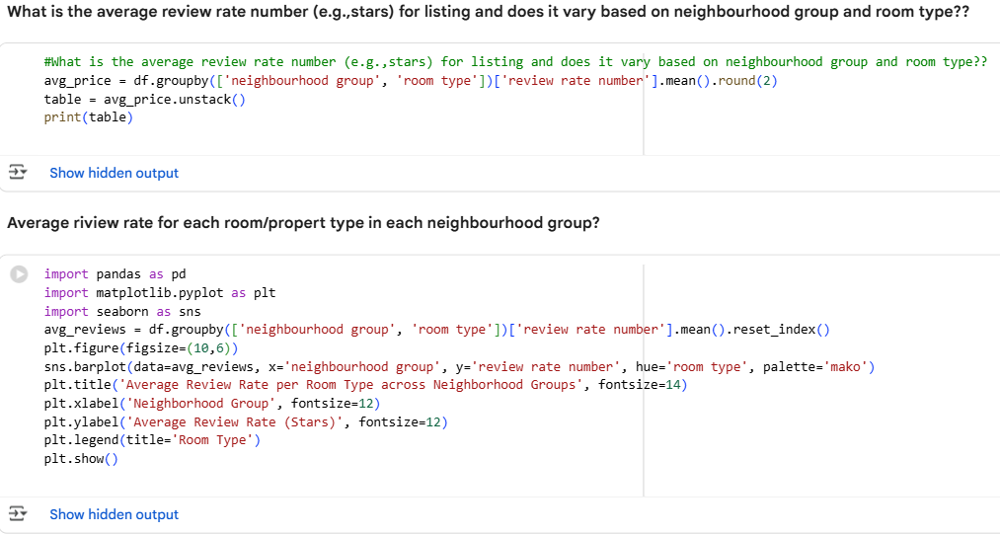 What is the average review rate number (e.g.,stars) for listing and does it vary based on neighbourhood group and room type??
#What is the average review rate number (e.g.,stars) for listing and does it vary based on neighbourhood group and room type??
avg_price = df.groupby(['neighbourhood group', 'room type'])['review rate number'].mean().round(2)
table = avg_price.unstack()
print(table)
Show hidden output
Average riview rate for each room/propert type in each neighbourhood group?
import pandas as pd
import matplotlib.pyplot as plt
import seaborn as sns
avg_reviews = df.groupby(['neighbourhood group', 'room type'])['review rate number'].mean().reset_index()
plt.figure(figsize=(10,6))
sns.barplot(data=avg_reviews, x='neighbourhood group', y='review rate number', hue='room type', palette='mako')
plt.title('Average Review Rate per Room Type across Neighborhood Groups', fontsize=14)
plt.xlabel('Neighborhood Group', fontsize=12)
plt.ylabel('Average Review Rate (Stars)', fontsize=12)
plt.legend(title='Room Type')
plt.show()
Show hidden output